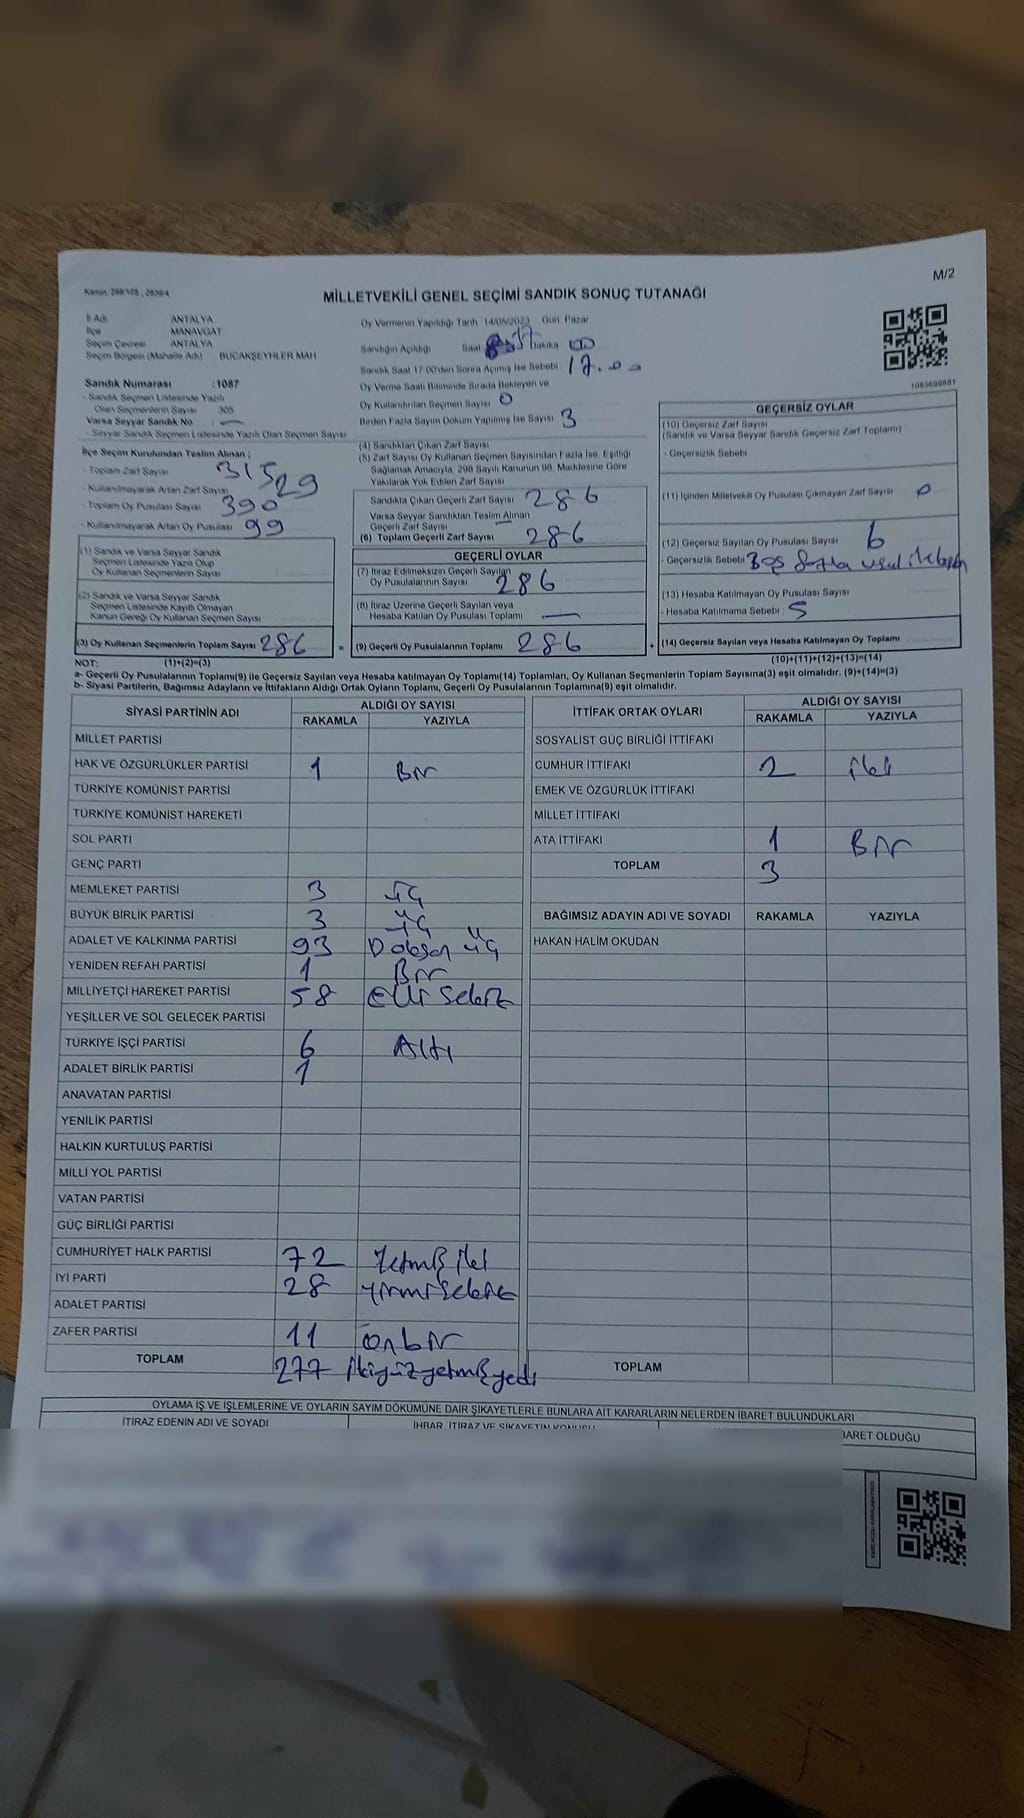 Kanun: 298/105 , 2839/4
M/2
MİLLETVEKİLİ GENEL SEÇİMİ SANDIK SONUÇ TUTANAĞI
İl Adı ANTALYA
İlçe MANAVGAT
Seçim Çevresi ANTALYA
Seçim Bölgesi (Mahalle Adı) BUCAKŞEYHLER MAH
Sandık Numarası :1087
- Sandık Seçmen Listesinde Yazılı
Olan Seçmenlerin Sayısı 305
Varsa Seyyar Sandık No —
- Seyyar Sandık Seçmen Listesinde Yazılı Olan Seçmen Sayısı
İlçe Seçim Kurulundan Teslim Alınan ;
- Toplam Zarf Sayısı 315
- Kullanılmayarak Artan Zarf Sayısı 29
- Toplam Oy Pusulası Sayısı 390
- Kullanılmayarak Artan Oy Pusulası 99
(1) Sandık ve Varsa Seyyar Sandık
Seçmen Listesinde Yazılı Olup
Oy Kullanan Seçmenlerin Sayısı
(2) Sandık ve Varsa Seyyar Sandık
Seçmen Listesinde Kayıtlı Olmayan
Kanun Gereği Oy Kullanan Seçmen Sayısı
(3) Oy Kullanan Seçmenlerin Toplam Sayısı 286
Oy Vermenin Yapıldığı Tarih 14/05/2023 Gün Pazar
Sandığın Açıldığı Saat 17 Dakika 00
Sandık Saat 17:00'den Sonra Açılmış İse Sebebi 17.00
Oy Verme Saati Bitiminde Sırada Bekleyen ve
Oy Kullandırılan Seçmen Sayısı 0
Birden Fazla Sayım Döküm Yapılmış İse Sayısı 3
(4) Sandıktan Çıkan Zarf Sayısı
(5) Zarf Sayısı Oy Kullanan Seçmen Sayısından Fazla İse, Eşitliği
Sağlamak Amacıyla, 298 Sayılı Kanunun 98. Maddesine Göre
Yakılarak Yok Edilen Zarf Sayısı
Sandıkta Çıkan Geçerli Zarf Sayısı 286
Varsa Seyyar Sandıktan Teslim Alınan
Geçerli Zarf Sayısı
(6) Toplam Geçerli Zarf Sayısı 286
GEÇERLİ OYLAR
(7) İtiraz Edilmeksizin Geçerli Sayılan
Oy Pusulalarının Sayısı 286
(8) İtiraz Üzerine Geçerli Sayılan veya
Hesaba Katılan Oy Pusulası Toplamı —
= (9) Geçerli Oy Pusulalarının Toplamı 286
1083699881
GEÇERSİZ OYLAR
(10) Geçersiz Zarf Sayısı
(Sandık ve Varsa Seyyar Sandık Geçersiz Zarf Toplamı)
- Geçersizlik Sebebi
(11) İçinden Milletvekili Oy Pusulası Çıkmayan Zarf Sayısı 0
(12) Geçersiz Sayılan Oy Pusulası Sayısı 6
- Geçersizlik Sebebi
(13) Hesaba Katılmayan Oy Pusulası Sayısı
- Hesaba Katılmama Sebebi : 5
+ (14) Geçersiz Sayılan veya Hesaba Katılmayan Oy Toplamı
NOT: (1)+(2)=(3) (10)+(11)+(12)+(13)=(14)
a- Geçerli Oy Pusulalarının Toplamı(9) ile Geçersiz Sayılan veya Hesaba katılmayan Oy Toplamı(14) Toplamları, Oy Kullanan Seçmenlerin Toplam Sayısına(3) eşit olmalıdır. (9)+(14)=(3)
b- Siyasi Partilerin, Bağımsız Adayların ve İttifakların Aldığı Ortak Oyların Toplamı, Geçerli Oy Pusulalarının Toplamına(9) eşit olmalıdır.
SİYASİ PARTİNİN ADI ALDIĞI OY SAYISI
RAKAMLA YAZIYLA
MİLLET PARTİSİ
HAK VE ÖZGÜRLÜKLER PARTİSİ 1 Bir
TÜRKİYE KOMÜNİST PARTİSİ
TÜRKİYE KOMÜNİST HAREKETİ
SOL PARTİ
GENÇ PARTİ
MEMLEKET PARTİSİ 3 üç
BÜYÜK BİRLİK PARTİSİ 3 üç
ADALET VE KALKINMA PARTİSİ 93 Doksan üç
YENİDEN REFAH PARTİSİ 1 Bir
MİLLİYETÇİ HAREKET PARTİSİ 58 elli sekiz
YEŞİLLER VE SOL GELECEK PARTİSİ
TÜRKİYE İŞÇİ PARTİSİ 6 Altı
ADALET BİRLİK PARTİSİ 1
ANAVATAN PARTİSİ
YENİLİK PARTİSİ
HALKIN KURTULUŞ PARTİSİ
MİLLİ YOL PARTİSİ
VATAN PARTİSİ
GÜÇ BİRLİĞİ PARTİSİ
CUMHURİYET HALK PARTİSİ 72 Yetmiş iki
İYİ PARTİ 28 yirmi sekiz
ADALET PARTİSİ
ZAFER PARTİSİ 11 onbir
TOPLAM 277 ikiyüzyetmişyedi
İTTİFAK ORTAK OYLARI ALDIĞI OY SAYISI
RAKAMLA YAZIYLA
SOSYALİST GÜÇ BİRLİĞİ İTTİFAKI
CUMHUR İTTİFAKI 2 iki
EMEK VE ÖZGÜRLÜK İTTİFAKI
MİLLET İTTİFAKI
ATA İTTİFAKI 1 Bir
TOPLAM 3
BAĞIMSIZ ADAYIN ADI VE SOYADI RAKAMLA YAZIYLA
HAKAN HALİM OKUDAN
TOPLAM
OYLAMA İŞ VE İŞLEMLERİNE VE OYLARIN SAYIM DÖKÜMÜNE DAİR ŞİKAYETLERLE BUNLARA AİT KARARLARIN NELERDEN İBARET BULUNDUKLARI
İTİRAZ EDENİN ADI VE SOYADI
İHBAR, İTİRAZ VE ŞİKAYETİN KONUSU
İBARET OLDUĞU